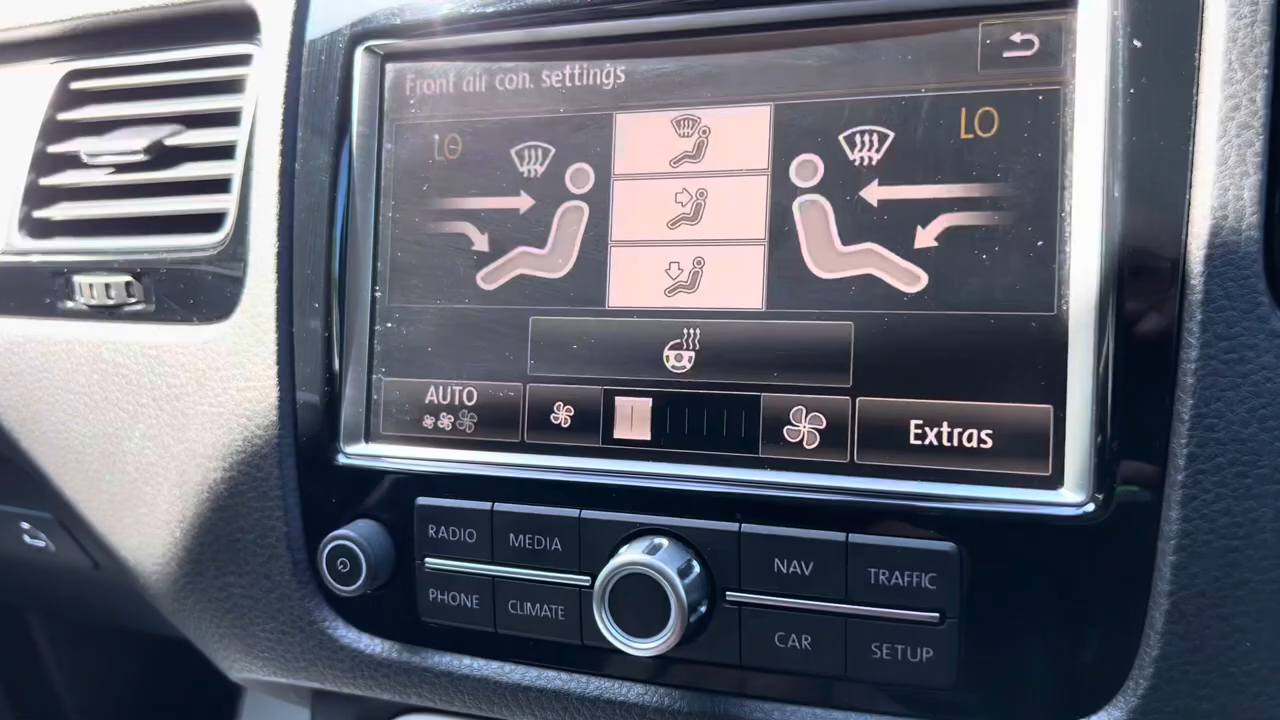 Front air con. settings
LO
LO
AUTO
Extras
RADIO
MEDIA
NAV
TRAFFIC
PHONE
CLIMATE
CAR
SETUP